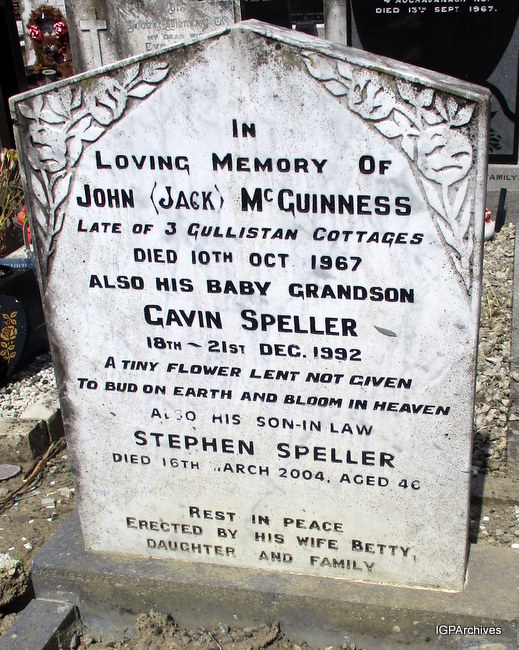 DIED 13TH SEPT 1967.
FAMILY.
IN
LOVING MEMORY OF
JOHN (JACK) McGUINNESS
LATE OF 3 GULLISTAN COTTAGES
DIED 10TH OCT. 1967
ALSO HIS BABY GRANDSON
GAVIN SPELLER
18TH ~ 21ST DEC. 1992
A TINY FLOWER LENT NOT GIVEN
TO BUD ON EARTH AND BLOOM IN HEAVEN
ALSO HIS SON-IN LAW
STEPHEN SPELLER
DIED 16TH MARCH 2004, AGED 46
REST IN PEACE
ERECTED BY HIS WIFE BETTY,
DAUGHTER AND FAMILY
IGPArchives